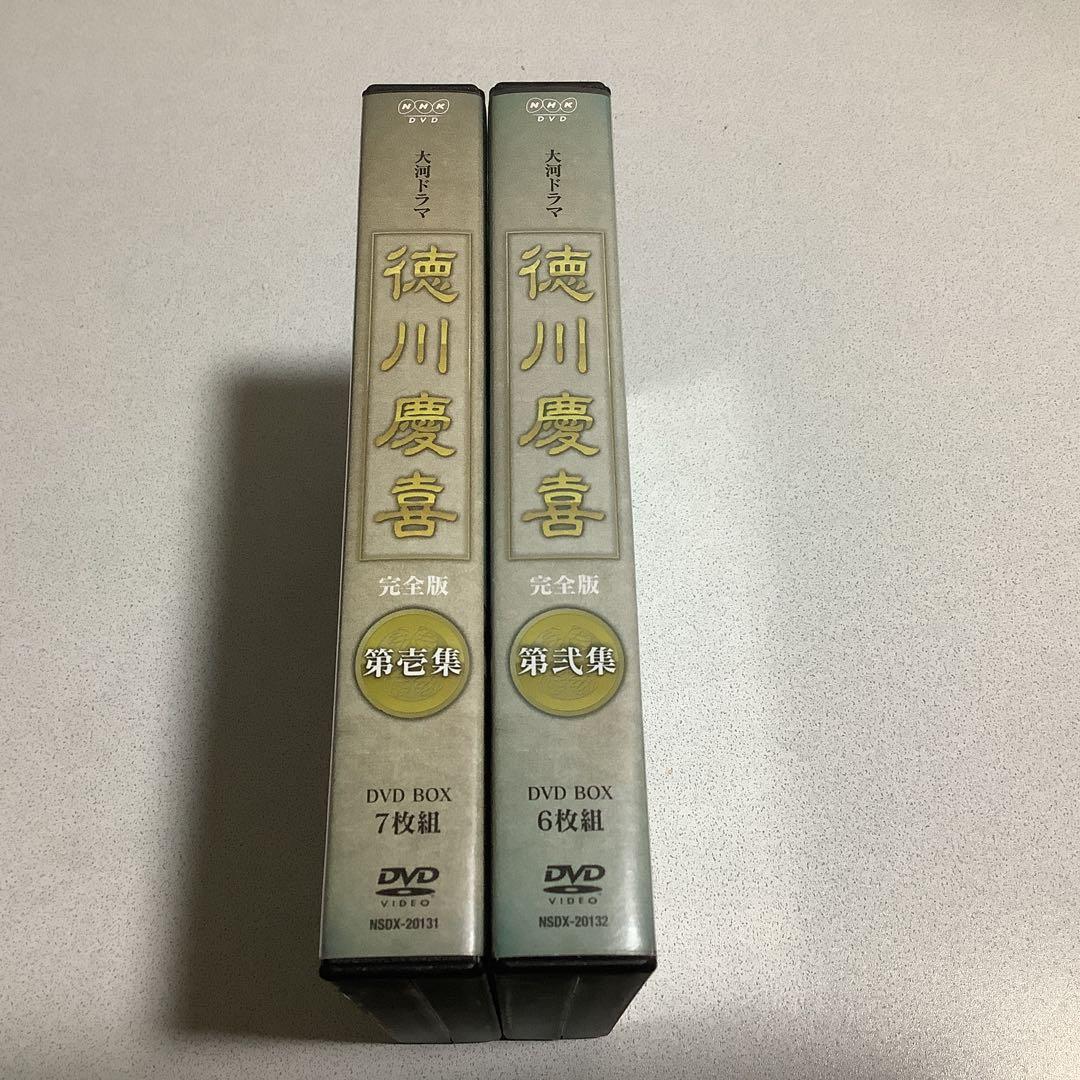 NHK
DVD
大河ドラマ
徳川慶喜
完全版
第壱集
DVD BOX
7枚組
DVD
VIDEO
NSDX-20131
NHK
DVD
大河ドラマ
徳川慶喜
完全版
第弐集
DVD BOX
6枚組
DVD
VIDEO
NSDX-20132